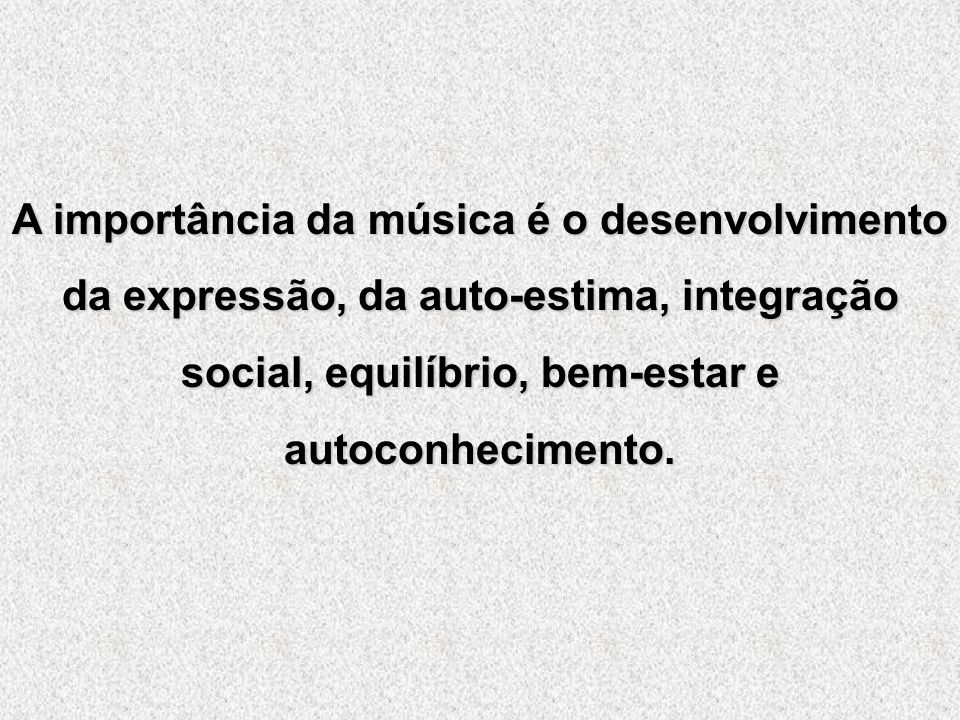 A importância da música é o desenvolvimento
da expressão, da auto-estima, integração
social, equilíbrio, bem-estar e
autoconhecimento.